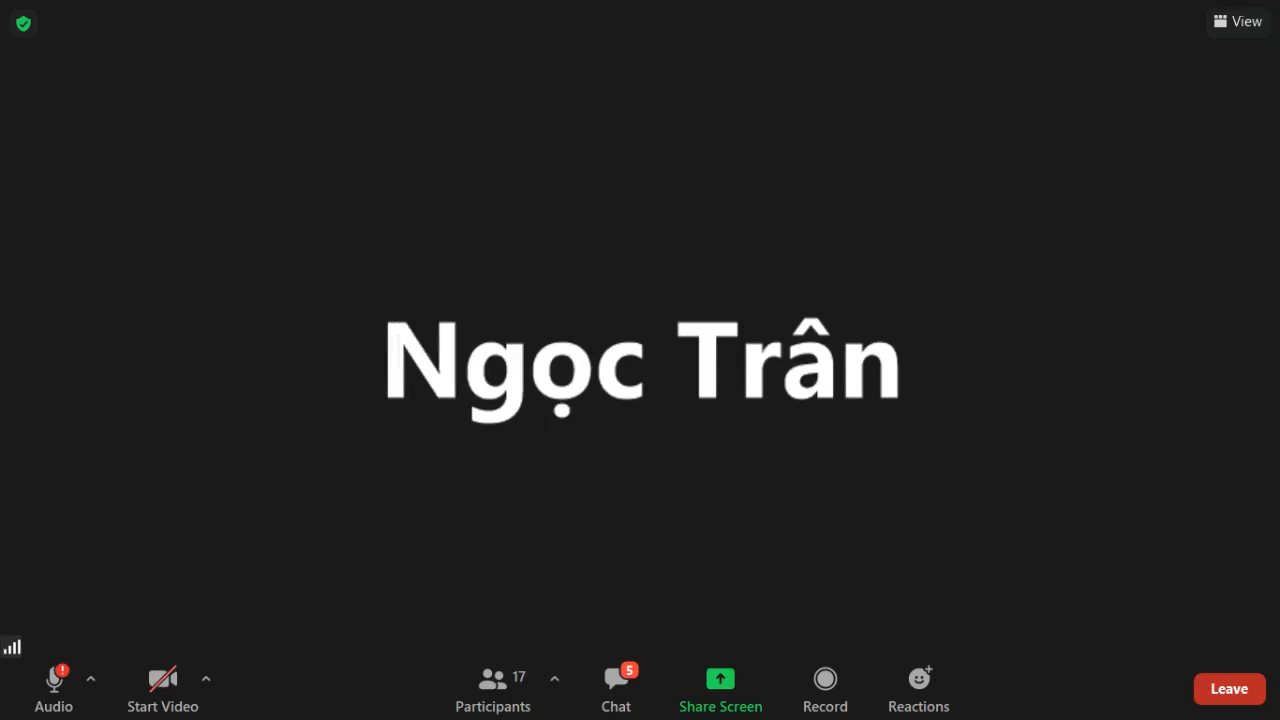 View
Ngọc Trân
17
5
Audio
Start Video
Participants
Chat
Share Screen
Record
Reactions
Leave